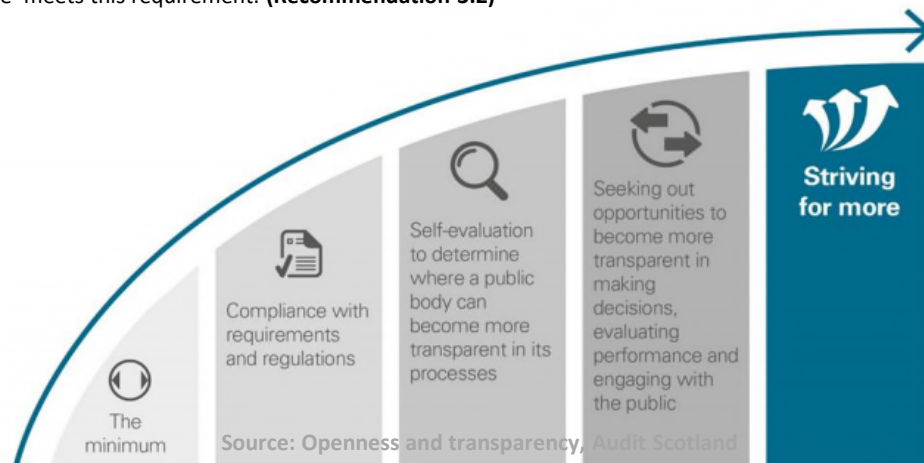 meets this requirement. (Recommendation 3.2)
The
minimum
Compliance with
requirements
and regulations
Self-evaluation
to determine
where a public
body can
become more
transparent in its
processes
Seeking out
opportunities to
become more
transparent in
making
decisions,
evaluating
performance and
engaging with
the public
Striving
for more
Source: Openness and transparency, Audit Scotland